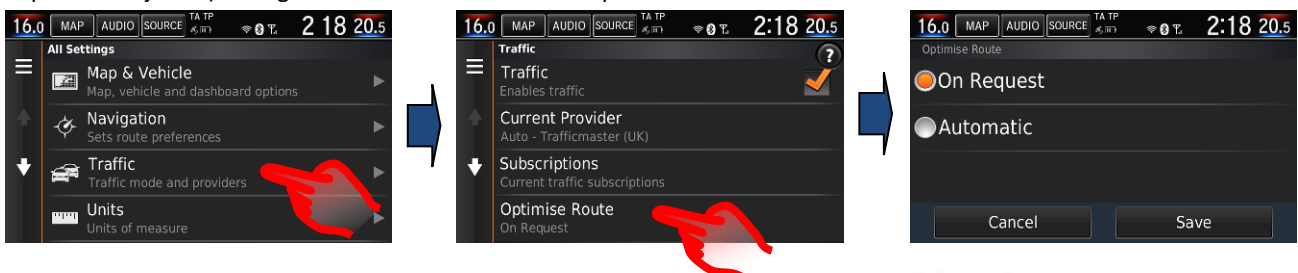 16.0 MAP AUDIO SOURCE TA TP 2 18 20.5
All Settings
Map & Vehicle
Map, vehicle and dashboard options
Navigation
Sets route preferences
Traffic
Traffic mode and providers
Units
Units of measure
16.0 MAP AUDIO SOURCE TA TP 2:18 20.5
Traffic
?
Traffic
Enables traffic
Current Provider
Auto - Trafficmaster (UK)
Subscriptions
Current traffic subscriptions
Optimise Route
On Request
16.0 MAP AUDIO SOURCE TA TP 2:18 20.5
Optimise Route
On Request
Automatic
Cancel Save